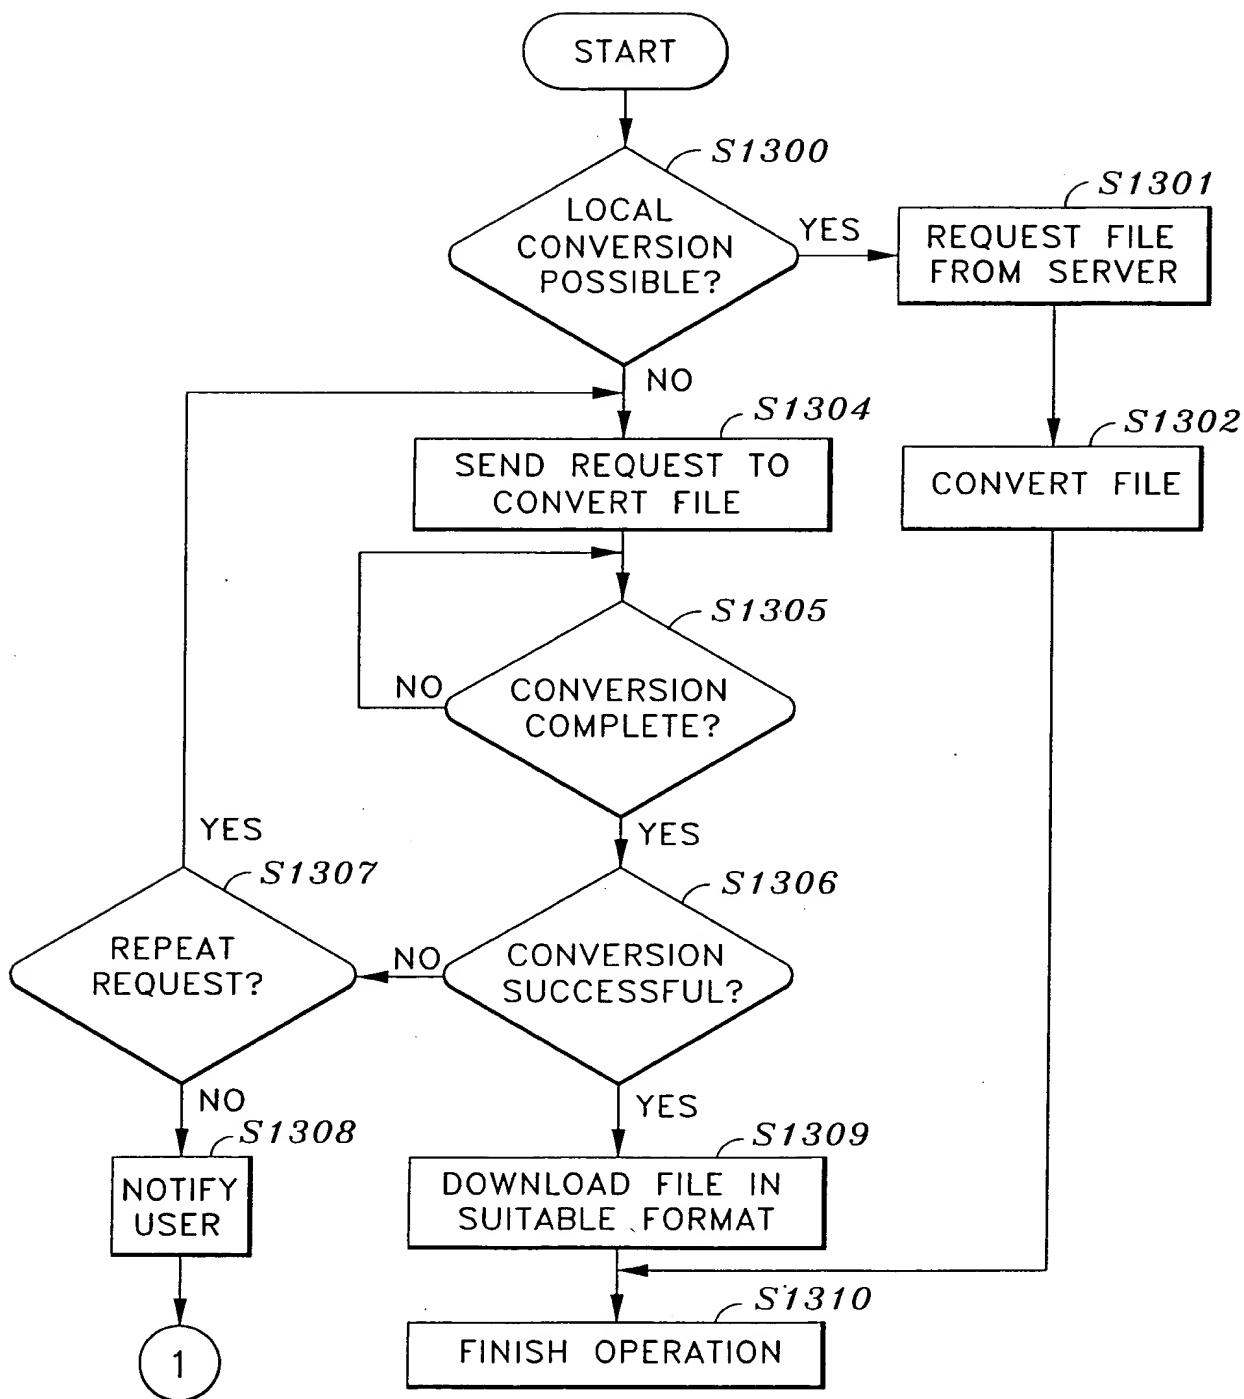 START
S1300
LOCAL
CONVERSION
POSSIBLE?
YES
S1301
REQUEST FILE
FROM SERVER
NO
S1304
SEND REQUEST TO
CONVERT FILE
S1302
CONVERT FILE
S1305
CONVERSION
COMPLETE?
NO
YES
S1306
CONVERSION
SUCCESSFUL?
NO
YES
S1307
REPEAT
REQUEST?
NO
S1308
NOTIFY
USER
1
YES
S1309
DOWNLOAD FILE IN
SUITABLE FORMAT
S1310
FINISH OPERATION